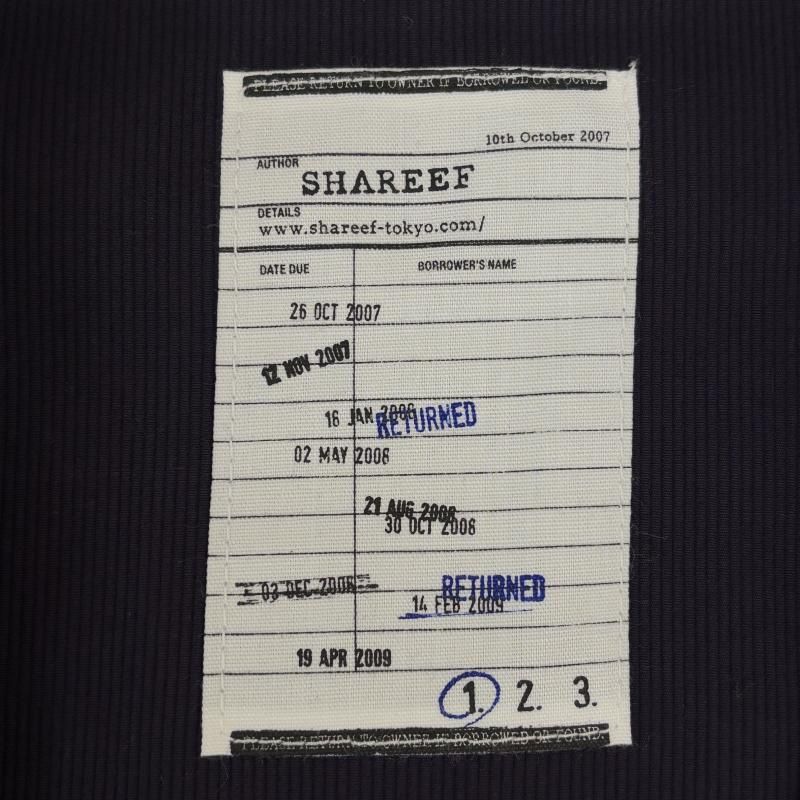 PLEASE RETURN TO OWNER IF BORROWED OR FOUND.
10th October 2007
AUTHOR
SHAREEF
DETAILS
www.shareef-tokyo.com/
DATE DUE BORROWER'S NAME
26 OCT 2007
12 NOV 2007
16 JAN 2008
RETURNED
02 MAY 2008
21 AUG 2008
30 OCT 2008
03 DEC 2008
RETURNED
14 FEB 2009
19 APR 2009
1. 2. 3.
PLEASE RETURN TO OWNER IF BORROWED OR FOUND.